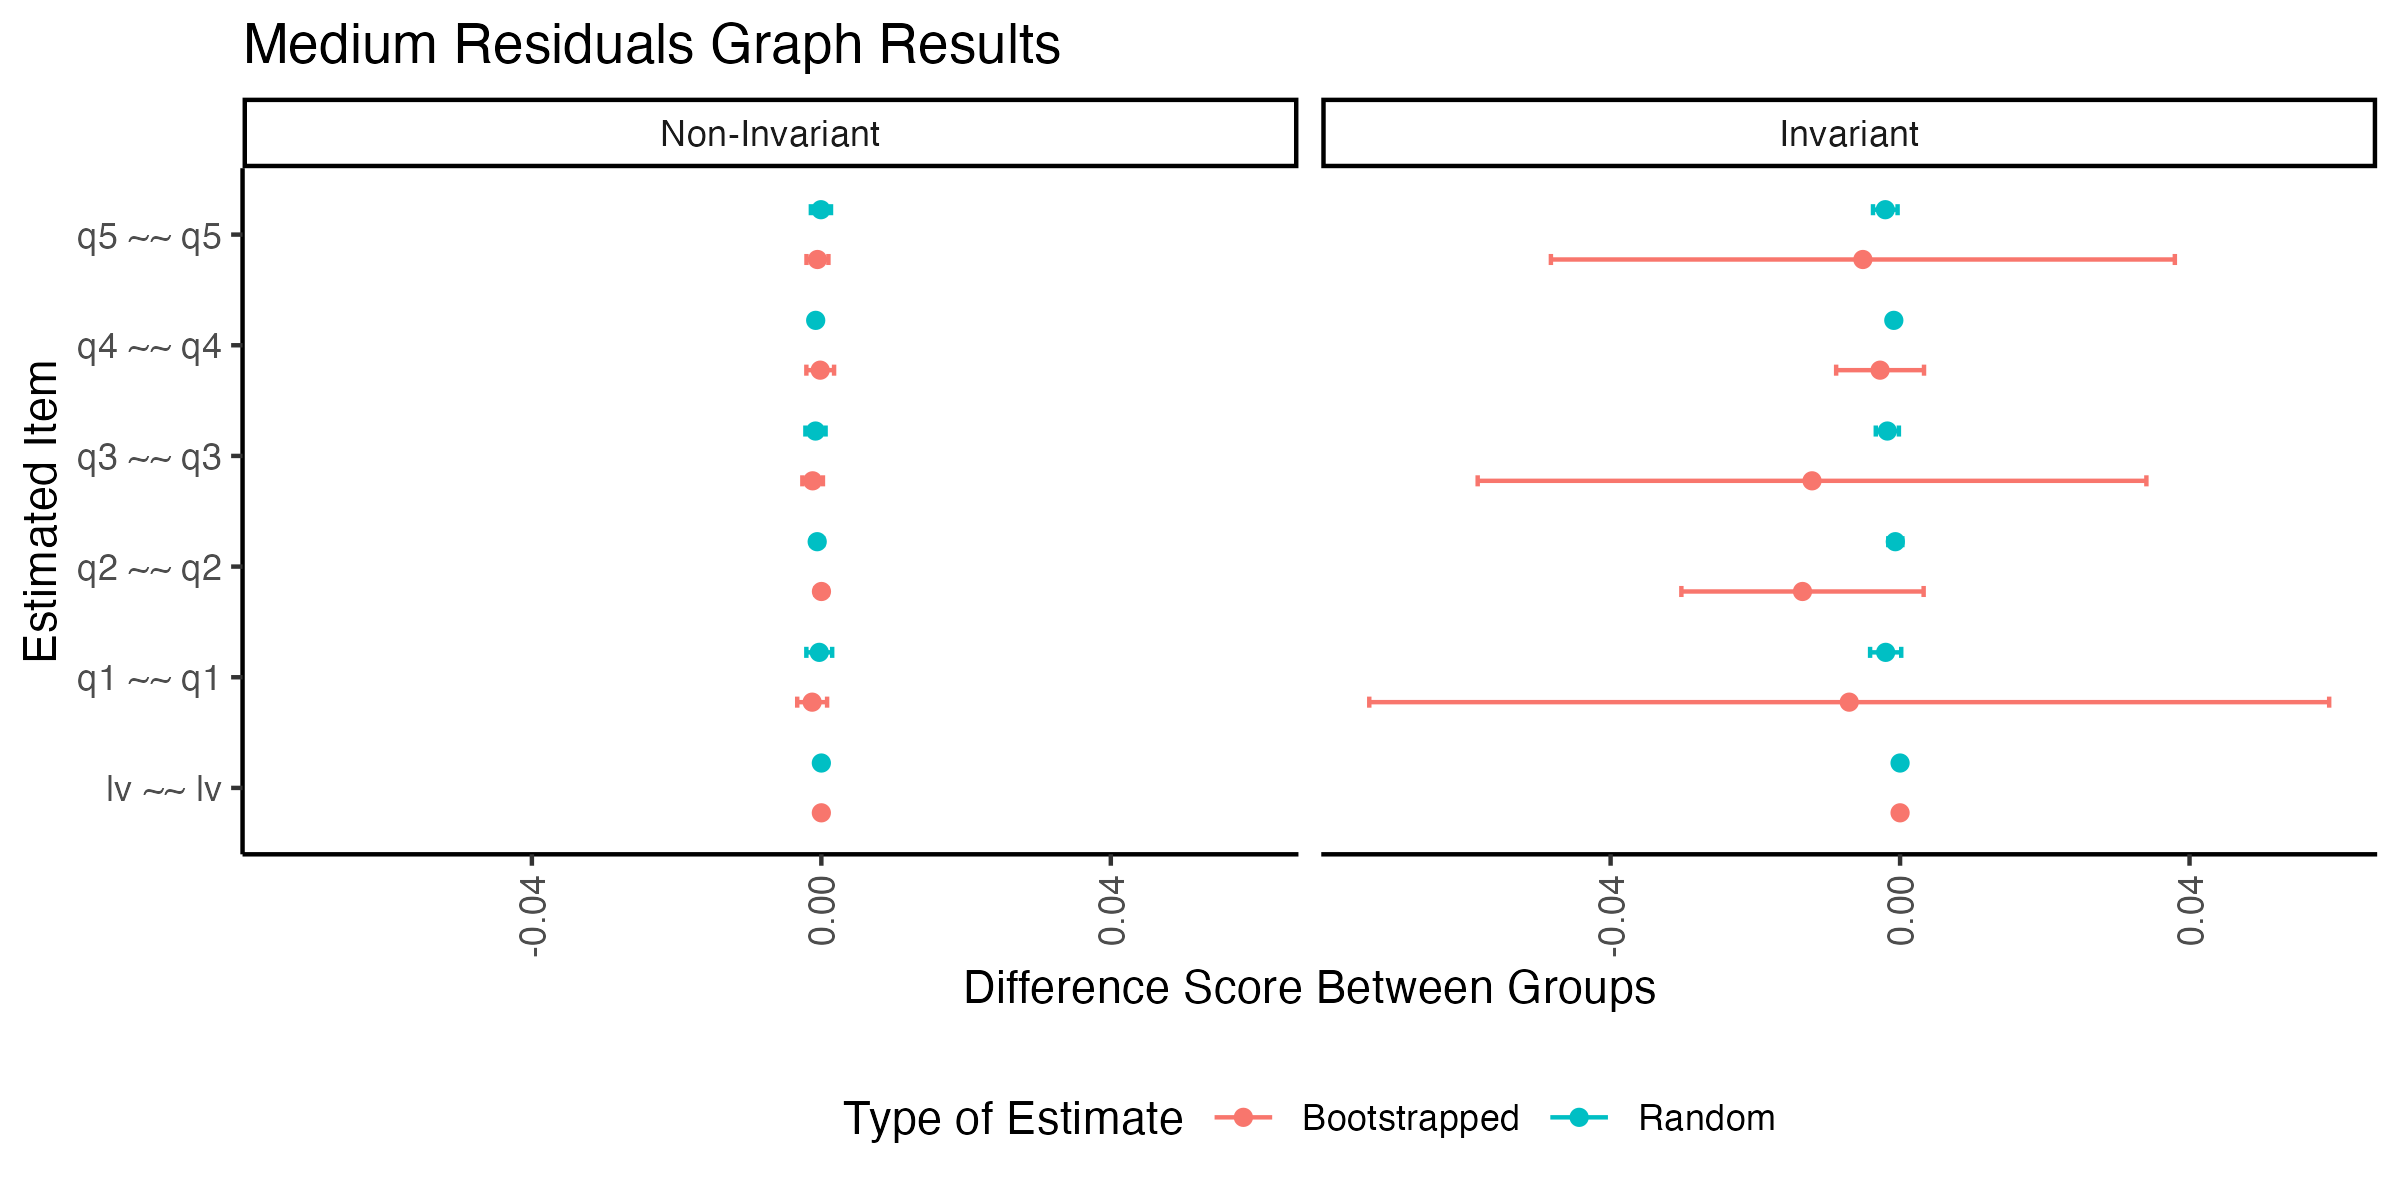 Medium Residuals Graph Results
Non-Invariant
Invariant
Estimated Item
q5 ~~ q5
q4 ~~ q4
q3 ~~ q3
q2 ~~ q2
q1 ~~ q1
lv ~~ lv
-0.04
0.00
0.04
-0.04
0.00
0.04
Difference Score Between Groups
Type of Estimate Bootstrapped Random